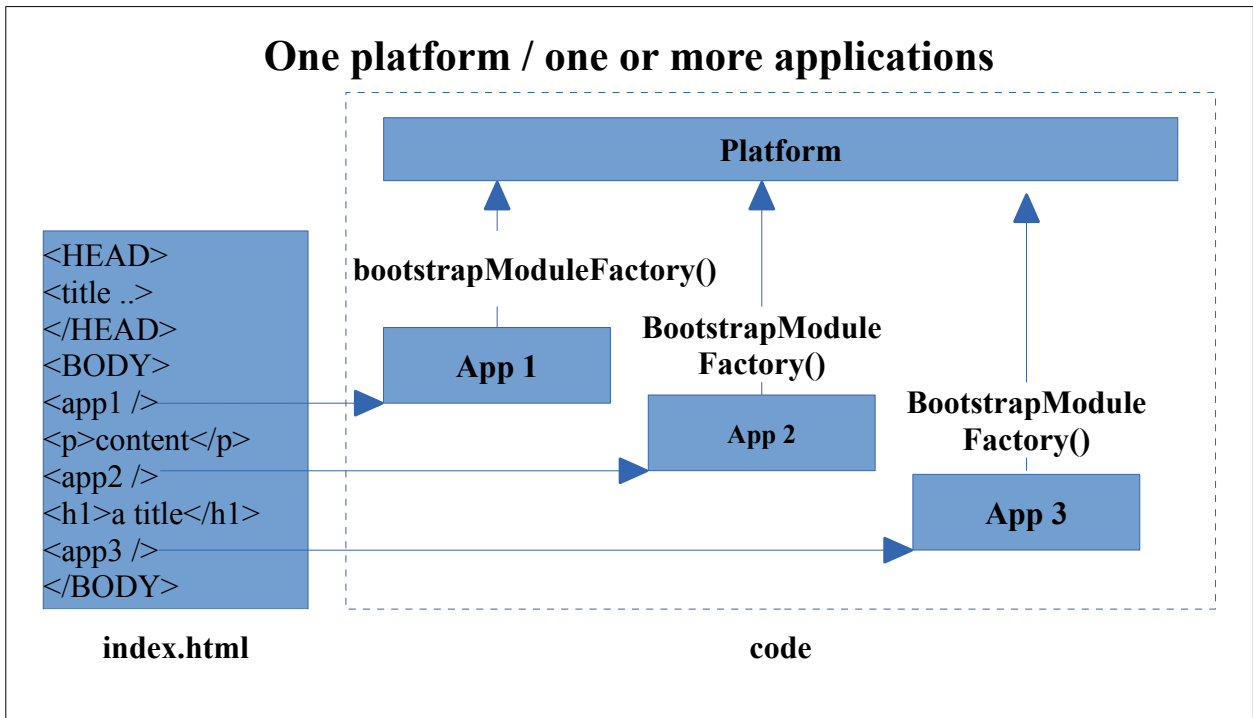 One platform / one or more applications
Platform
<HEAD>
<title ..>
</HEAD>
<BODY>
<app1 />
<p>content</p>
<app2 />
<h1>a title</h1>
<app3 />
</BODY>
index.html
bootstrapModuleFactory()
App 1
BootstrapModule
Factory()
App 2
BootstrapModule
Factory()
App 3
code